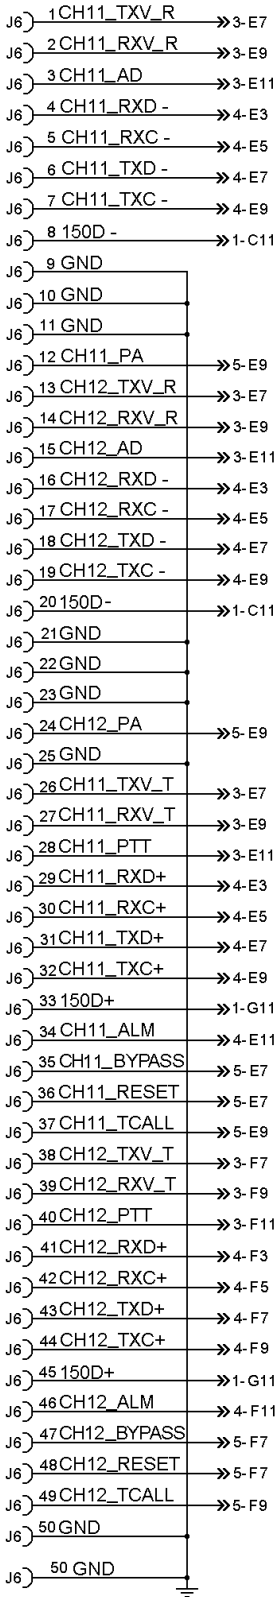 J6 1 CH11_TXV_R 3-E7
J6 2 CH11_RXV_R 3-E9
J6 3 CH11_AD 3-E11
J6 4 CH11_RXD - 4-E3
J6 5 CH11_RXC - 4-E5
J6 6 CH11_TXD - 4-E7
J6 7 CH11_TXC - 4-E9
J6 8 150D - 1-C11
J6 9 GND
J6 10 GND
J6 11 GND
J6 12 CH11_PA 5-E9
J6 13 CH12_TXV_R 3-E7
J6 14 CH12_RXV_R 3-E9
J6 15 CH12_AD 3-E11
J6 16 CH12_RXD - 4-E3
J6 17 CH12_RXC - 4-E5
J6 18 CH12_TXD - 4-E7
J6 19 CH12_TXC - 4-E9
J6 20 150D- 1-C11
J6 21 GND
J6 22 GND
J6 23 GND
J6 24 CH12_PA 5-E9
J6 25 GND
J6 26 CH11_TXV_T 3-E7
J6 27 CH11_RXV_T 3-E9
J6 28 CH11_PTT 3-E11
J6 29 CH11_RXD+ 4-E3
J6 30 CH11_RXC+ 4-E5
J6 31 CH11_TXD+ 4-E7
J6 32 CH11_TXC+ 4-E9
J6 33 150D+ 1-G11
J6 34 CH11_ALM 4-E11
J6 35 CH11_BYPASS 5-E7
J6 36 CH11_RESET 5-E7
J6 37 CH11_TCALL 5-E9
J6 38 CH12_TXV_T 3-F7
J6 39 CH12_RXV_T 3-F9
J6 40 CH12_PTT 3-F11
J6 41 CH12_RXD+ 4-F3
J6 42 CH12_RXC+ 4-F5
J6 43 CH12_TXD+ 4-F7
J6 44 CH12_TXC+ 4-F9
J6 45 150D+ 1-G11
J6 46 CH12_ALM 4-F11
J6 47 CH12_BYPASS 5-F7
J6 48 CH12_RESET 5-F7
J6 49 CH12_TCALL 5-F9
J6 50 GND
J6 50 GND